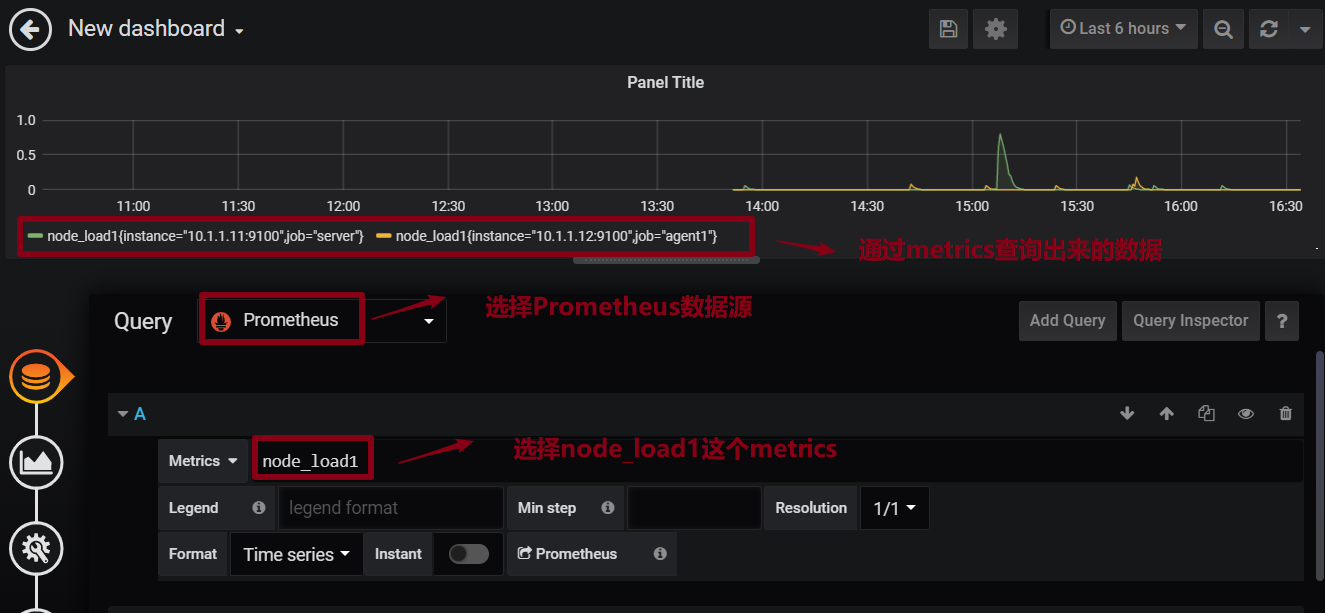 New dashboard
Last 6 hours
Panel Title
1.0
0.5
0
11:00 11:30 12:00 12:30 13:00 13:30 14:00 14:30 15:00 15:30 16:00 16:30
node_load1{instance="10.1.1.11:9100",job="server"} node_load1{instance="10.1.1.12:9100",job="agent1"}
通过metrics查询出来的数据
Query Prometheus
选择Prometheus数据源
Add Query Query Inspector ?
A
Metrics node_load1
选择node_load1这个metrics
Legend legend format Min step Resolution 1/1
Format Time series Instant Prometheus